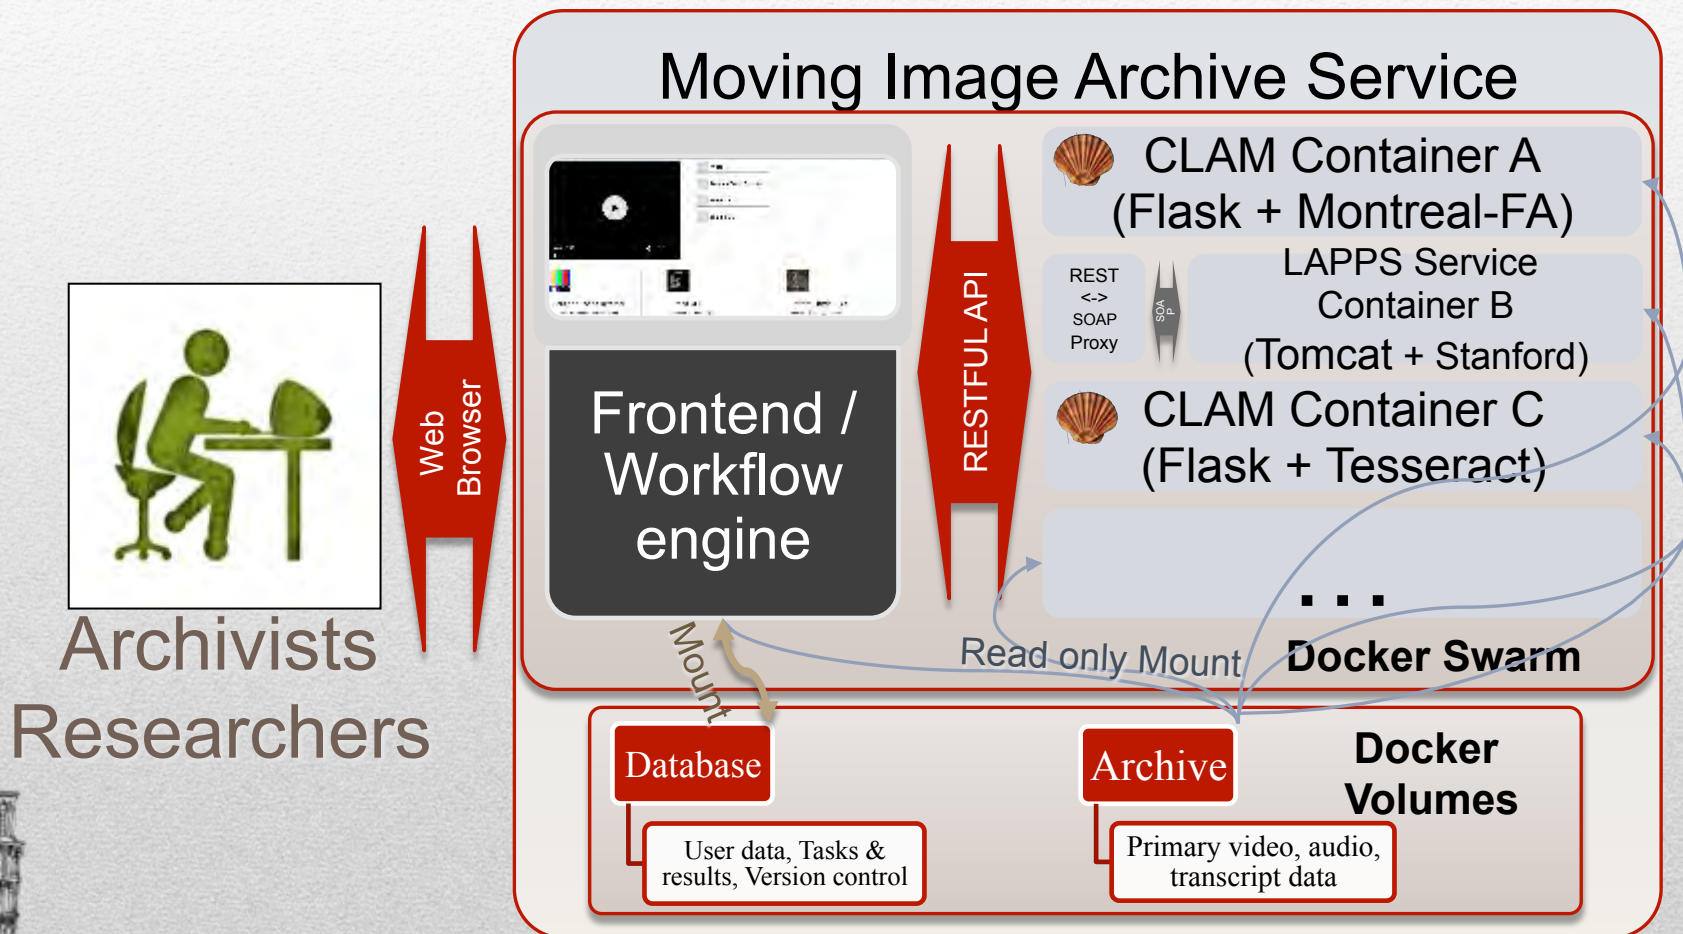 Moving Image Archive Service
CLAM Container A
(Flask + Montreal-FA)
REST
<->
SOAP
Proxy
SOA
P
LAPPS Service
Container B
(Tomcat + Stanford)
CLAM Container C
(Flask + Tesseract)
...
RESTFUL API
Frontend /
Workflow
engine
Web
Browser
Archivists
Researchers
Mount
Read only Mount
Docker Swarm
Database
User data, Tasks &
results, Version control
Archive
Primary video, audio,
transcript data
Docker
Volumes